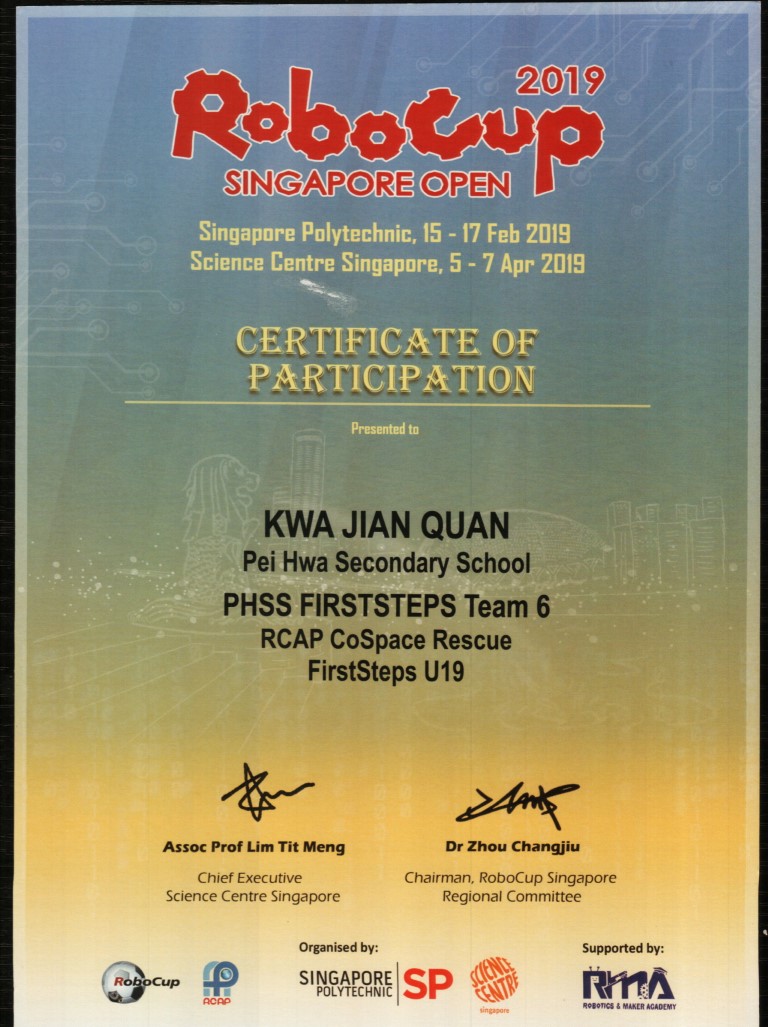 2019
RoboCup
SINGAPORE OPEN
Singapore Polytechnic, 15 - 17 Feb 2019
Science Centre Singapore, 5 - 7 Apr 2019
CERTIFICATE OF
PARTICIPATION
Presented to
KWA JIAN QUAN
Pei Hwa Secondary School
PHSS FIRSTSTEPS Team 6
RCAP CoSpace Rescue
FirstSteps U19
Assoc Prof Lim Tit Meng
Chief Executive
Science Centre Singapore
Dr Zhou Changjiu
Chairman, RoboCup Singapore
Regional Committee
Organised by:
Supported by:
RoboCup
RCAP
SINGAPORE
POLYTECHNIC
SP
SCIENCE
CENTRE
singapore
RMA
ROBOTICS & MAKER ACADEMY